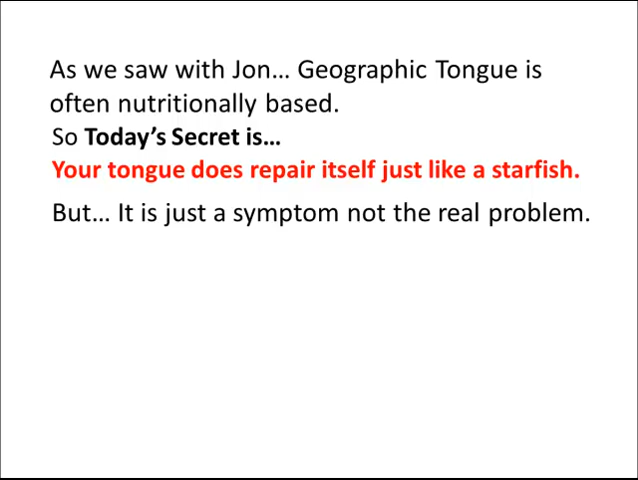 As we saw with Jon... Geographic Tongue is
often nutritionally based.
So Today's Secret is...
Your tongue does repair itself just like a starfish.
But... It is just a symptom not the real problem.